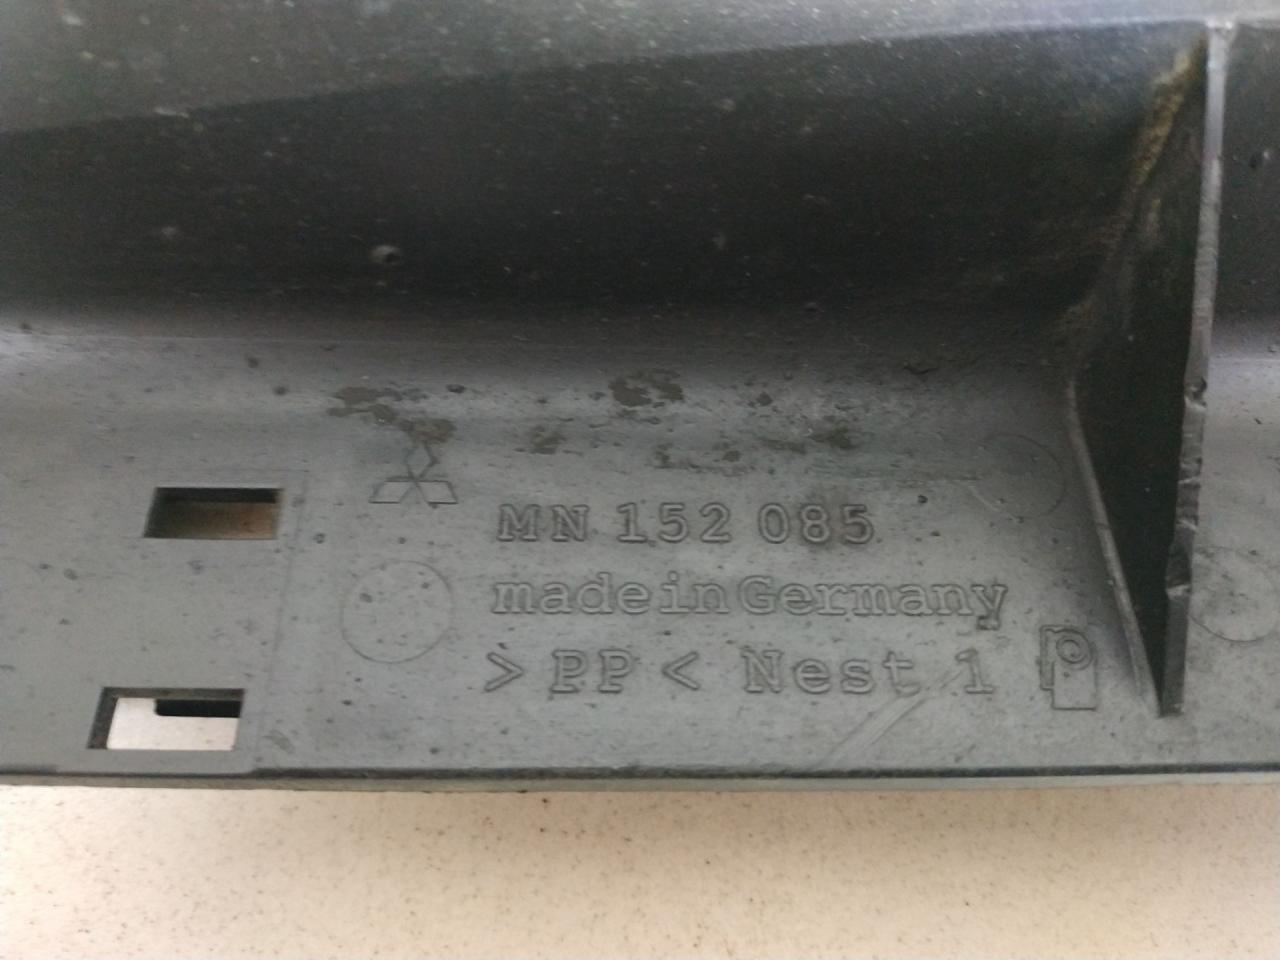 MN 152 085
made in Germany
> PP < Nest 1